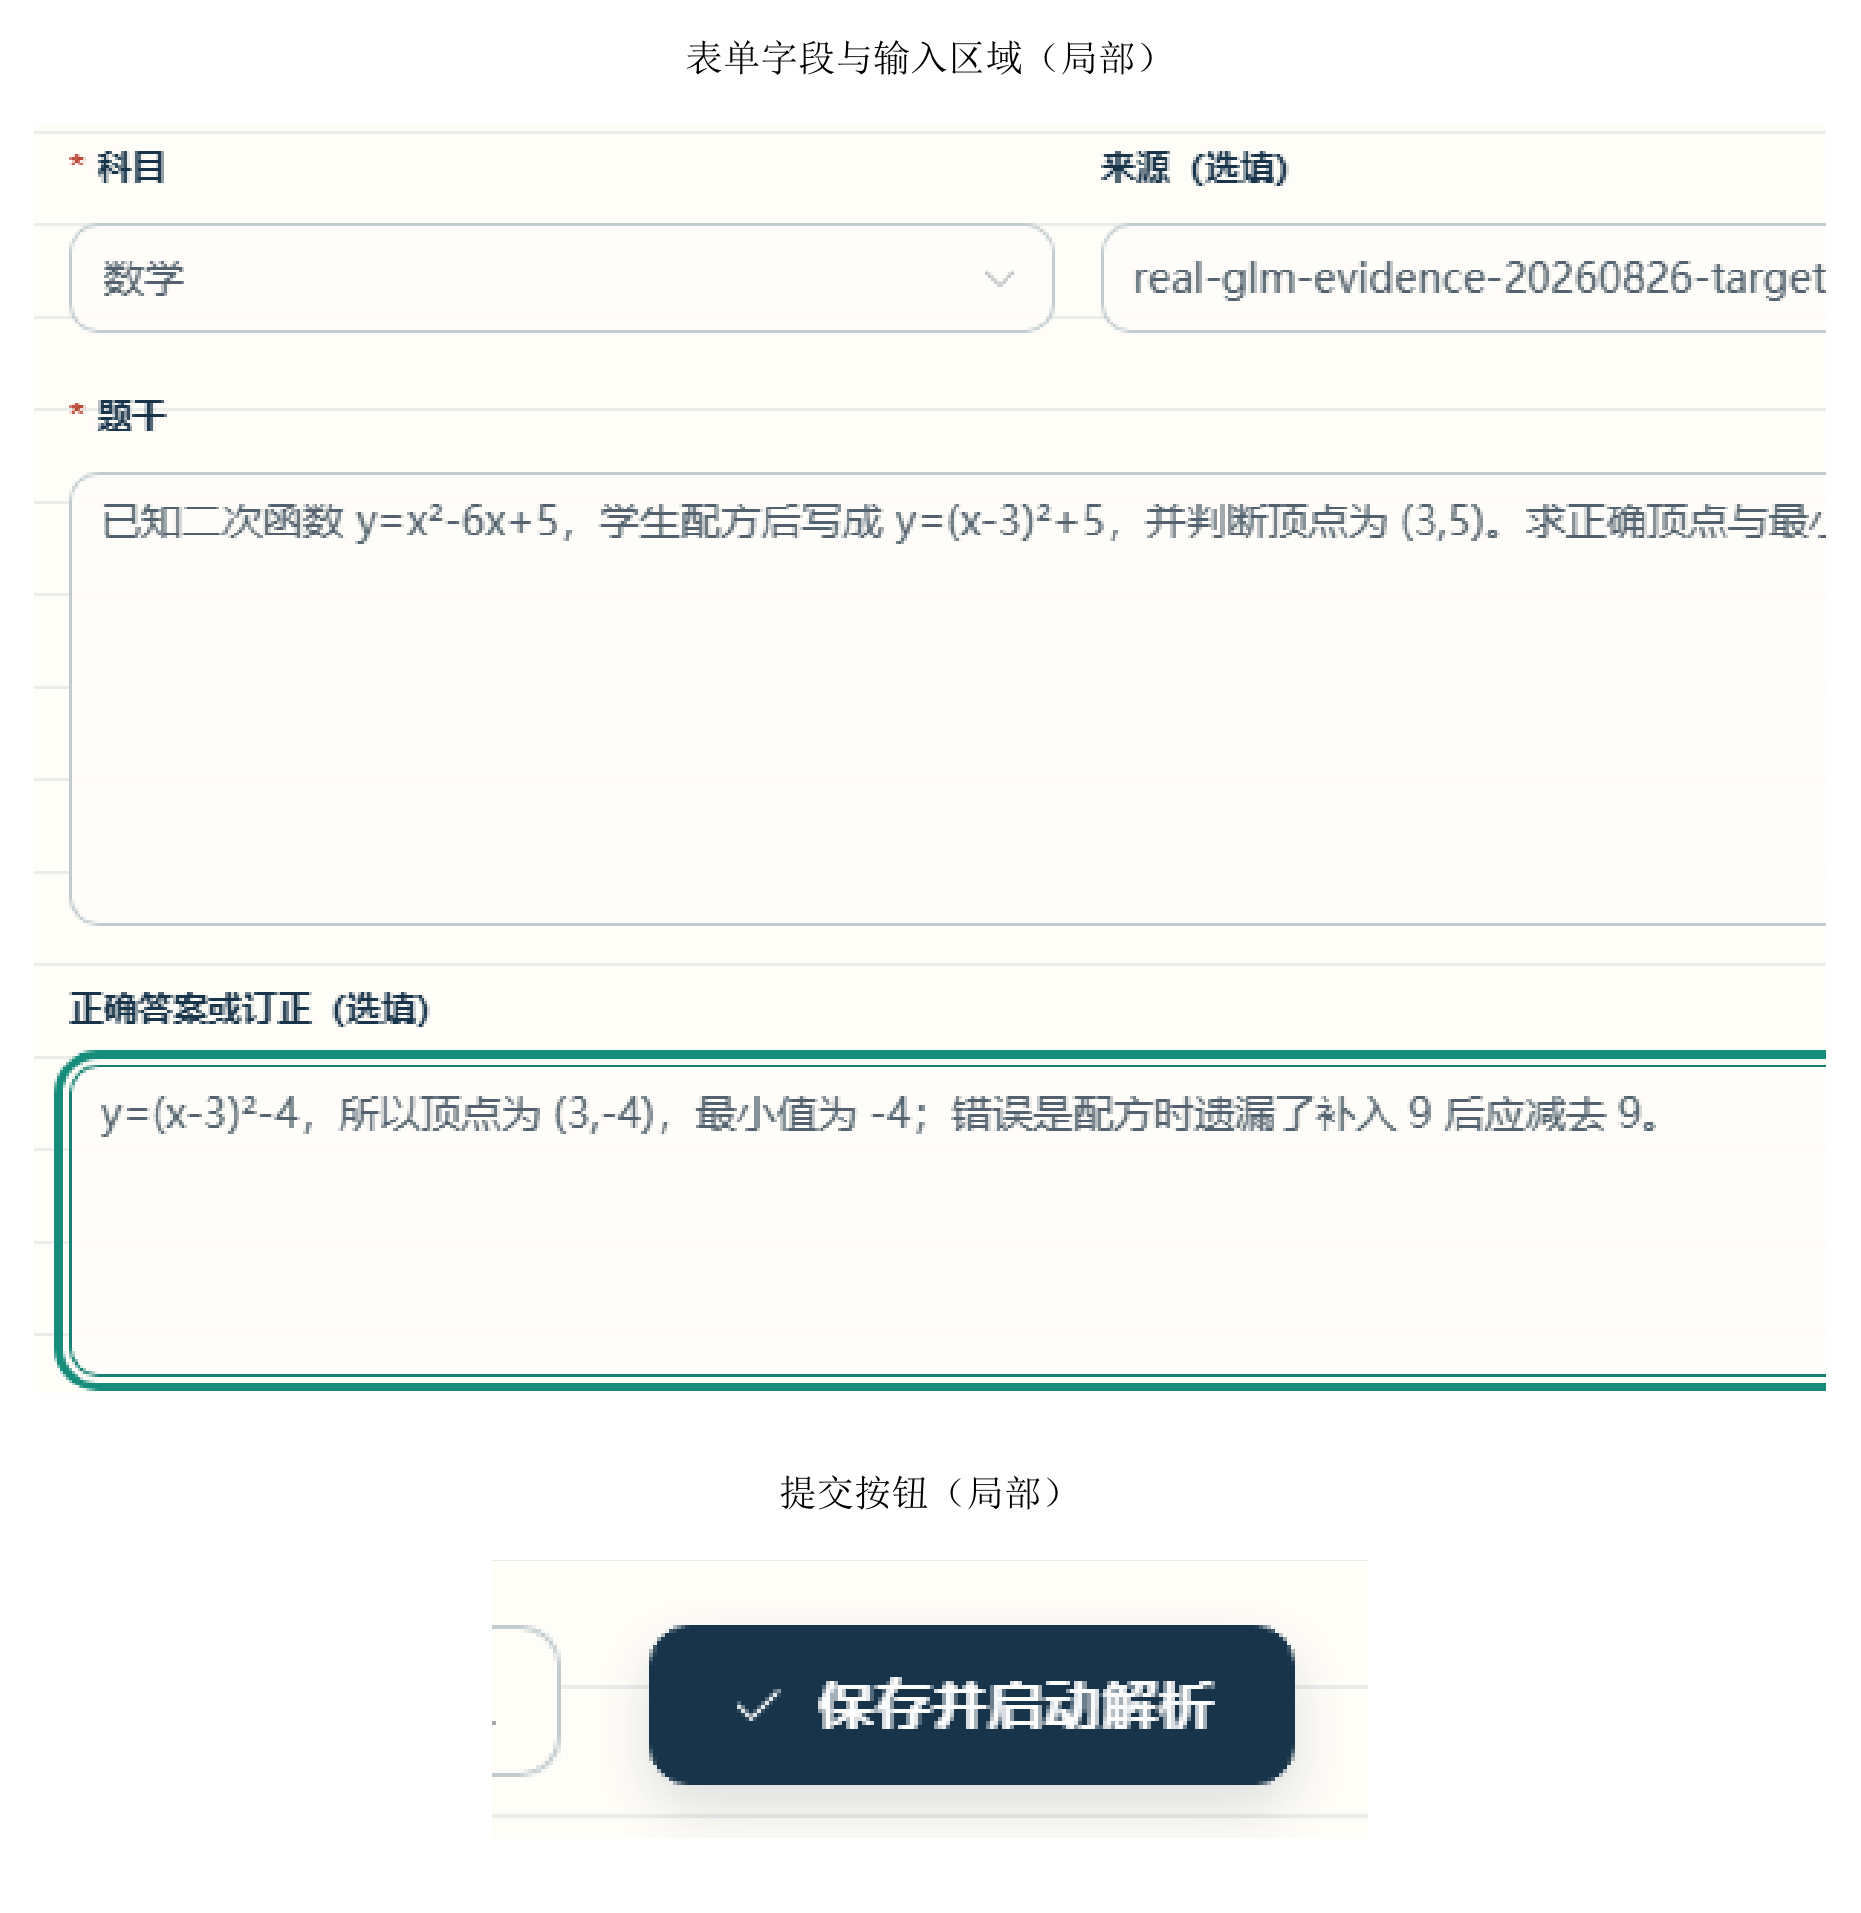 表单字段与输入区域（局部）
* 科目
来源（选填）
数学
real-glm-evidence-20260826-target
* 题干
已知二次函数 y=x²-6x+5，学生配方后写成 y=(x-3)²+5，并判断顶点为 (3,5)。求正确顶点与最
正确答案或订正（选填）
y=(x-3)²-4，所以顶点为 (3,-4)，最小值为 -4；错误是配方时遗漏了补入 9 后应减去 9。
提交按钮（局部）
保存并启动解析